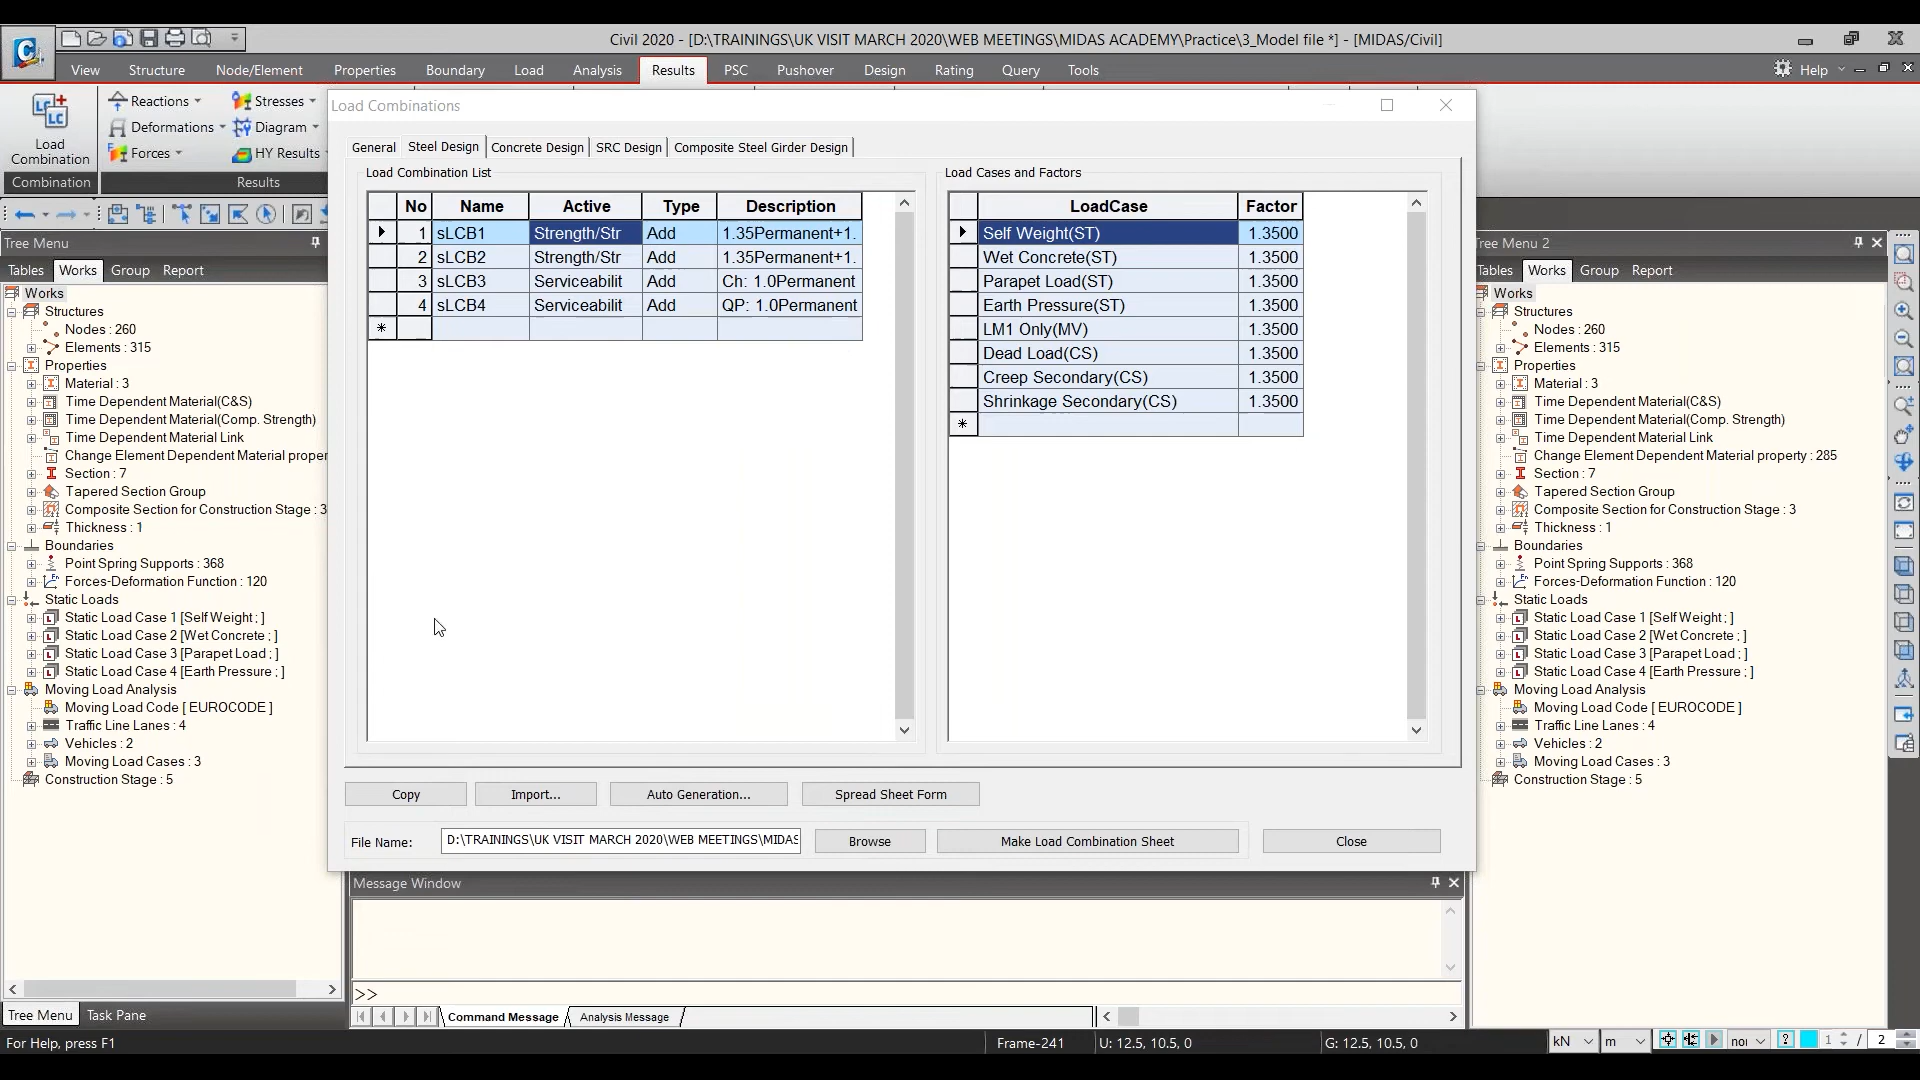 Civil 2020 - [D:\TRAININGS\UK VISIT MARCH 2020\WEB MEETINGS\MIDAS ACADEMY\Practice\3_Model file *] - [MIDAS/Civil]
View Structure Node/Element Properties Boundary Load Analysis Results PSC Pushover Design Rating Query Tools Help
Load Combination
Combination
Reactions
Deformations
Forces
Stresses
Diagram
HY Results
Results
Load Combinations
General Steel Design Concrete Design SRC Design Composite Steel Girder Design
Load Combination List
No Name Active Type Description
1 sLCB1 Strength/Str Add 1.35Permanent+1.
2 sLCB2 Strength/Str Add 1.35Permanent+1.
3 sLCB3 Serviceabilit Add Ch: 1.0Permanent
4 sLCB4 Serviceabilit Add QP: 1.0Permanent
*
Load Cases and Factors
LoadCase Factor
Self Weight(ST) 1.3500
Wet Concrete(ST) 1.3500
Parapet Load(ST) 1.3500
Earth Pressure(ST) 1.3500
LM1 Only(MV) 1.3500
Dead Load(CS) 1.3500
Creep Secondary(CS) 1.3500
Shrinkage Secondary(CS) 1.3500
*
Copy Import... Auto Generation... Spread Sheet Form
File Name: D:\TRAININGS\UK VISIT MARCH 2020\WEB MEETINGS\MIDAS Browse Make Load Combination Sheet Close
Tree Menu
Tables Works Group Report
Works
Structures
Nodes : 260
Elements : 315
Properties
Material : 3
Time Dependent Material(C&S)
Time Dependent Material(Comp. Strength)
Time Dependent Material Link
Change Element Dependent Material proper
Section : 7
Tapered Section Group
Composite Section for Construction Stage : 3
Thickness : 1
Boundaries
Point Spring Supports : 368
Forces-Deformation Function : 120
Static Loads
Static Load Case 1 [Self Weight ; ]
Static Load Case 2 [Wet Concrete ; ]
Static Load Case 3 [Parapet Load ; ]
Static Load Case 4 [Earth Pressure ; ]
Moving Load Analysis
Moving Load Code [ EUROCODE ]
Traffic Line Lanes : 4
Vehicles : 2
Moving Load Cases : 3
Construction Stage : 5
Tree Menu Task Pane
Tree Menu 2
Tables Works Group Report
Works
Structures
Nodes : 260
Elements : 315
Properties
Material : 3
Time Dependent Material(C&S)
Time Dependent Material(Comp. Strength)
Time Dependent Material Link
Change Element Dependent Material property : 285
Section : 7
Tapered Section Group
Composite Section for Construction Stage : 3
Thickness : 1
Boundaries
Point Spring Supports : 368
Forces-Deformation Function : 120
Static Loads
Static Load Case 1 [Self Weight ; ]
Static Load Case 2 [Wet Concrete ; ]
Static Load Case 3 [Parapet Load ; ]
Static Load Case 4 [Earth Pressure ; ]
Moving Load Analysis
Moving Load Code [ EUROCODE ]
Traffic Line Lanes : 4
Vehicles : 2
Moving Load Cases : 3
Construction Stage : 5
Message Window
>>
Command Message Analysis Message
For Help, press F1 Frame-241 U: 12.5, 10.5, 0 G: 12.5, 10.5, 0 kN m 1 / 2